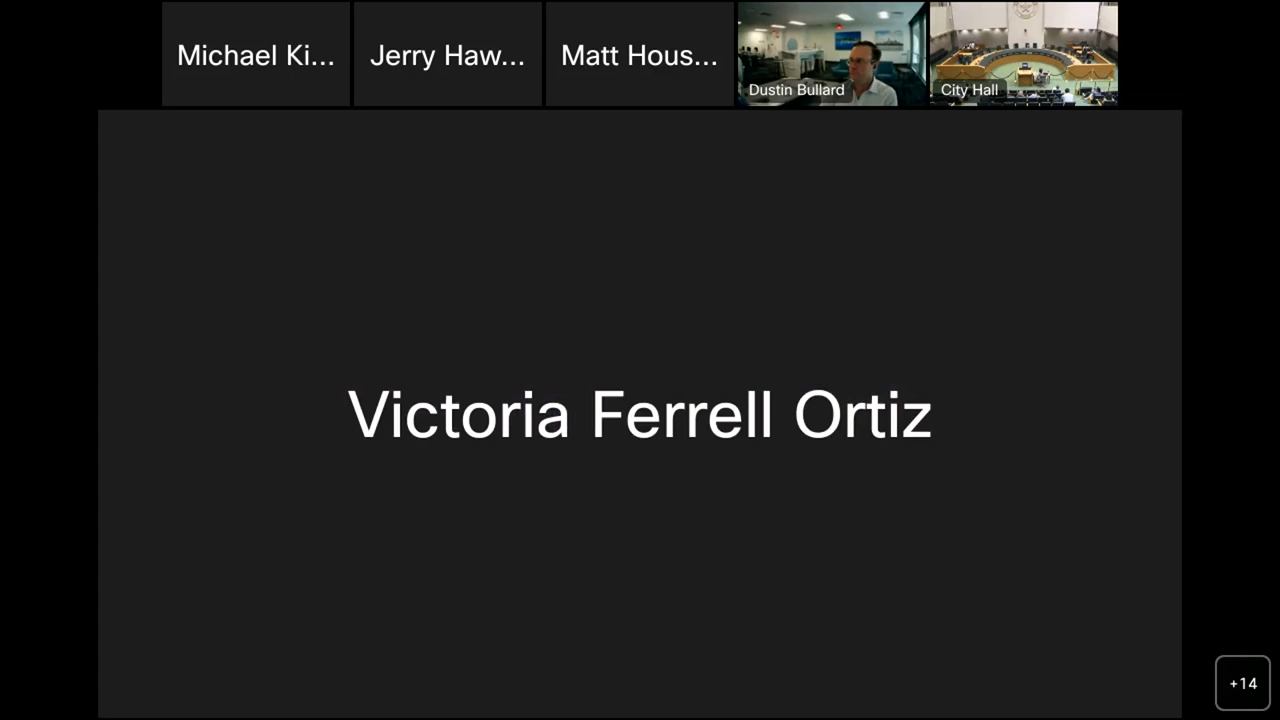 Michael Ki...
Jerry Haw...
Matt Hous...
Dustin Bullard
City Hall
Victoria Ferrell Ortiz
+14